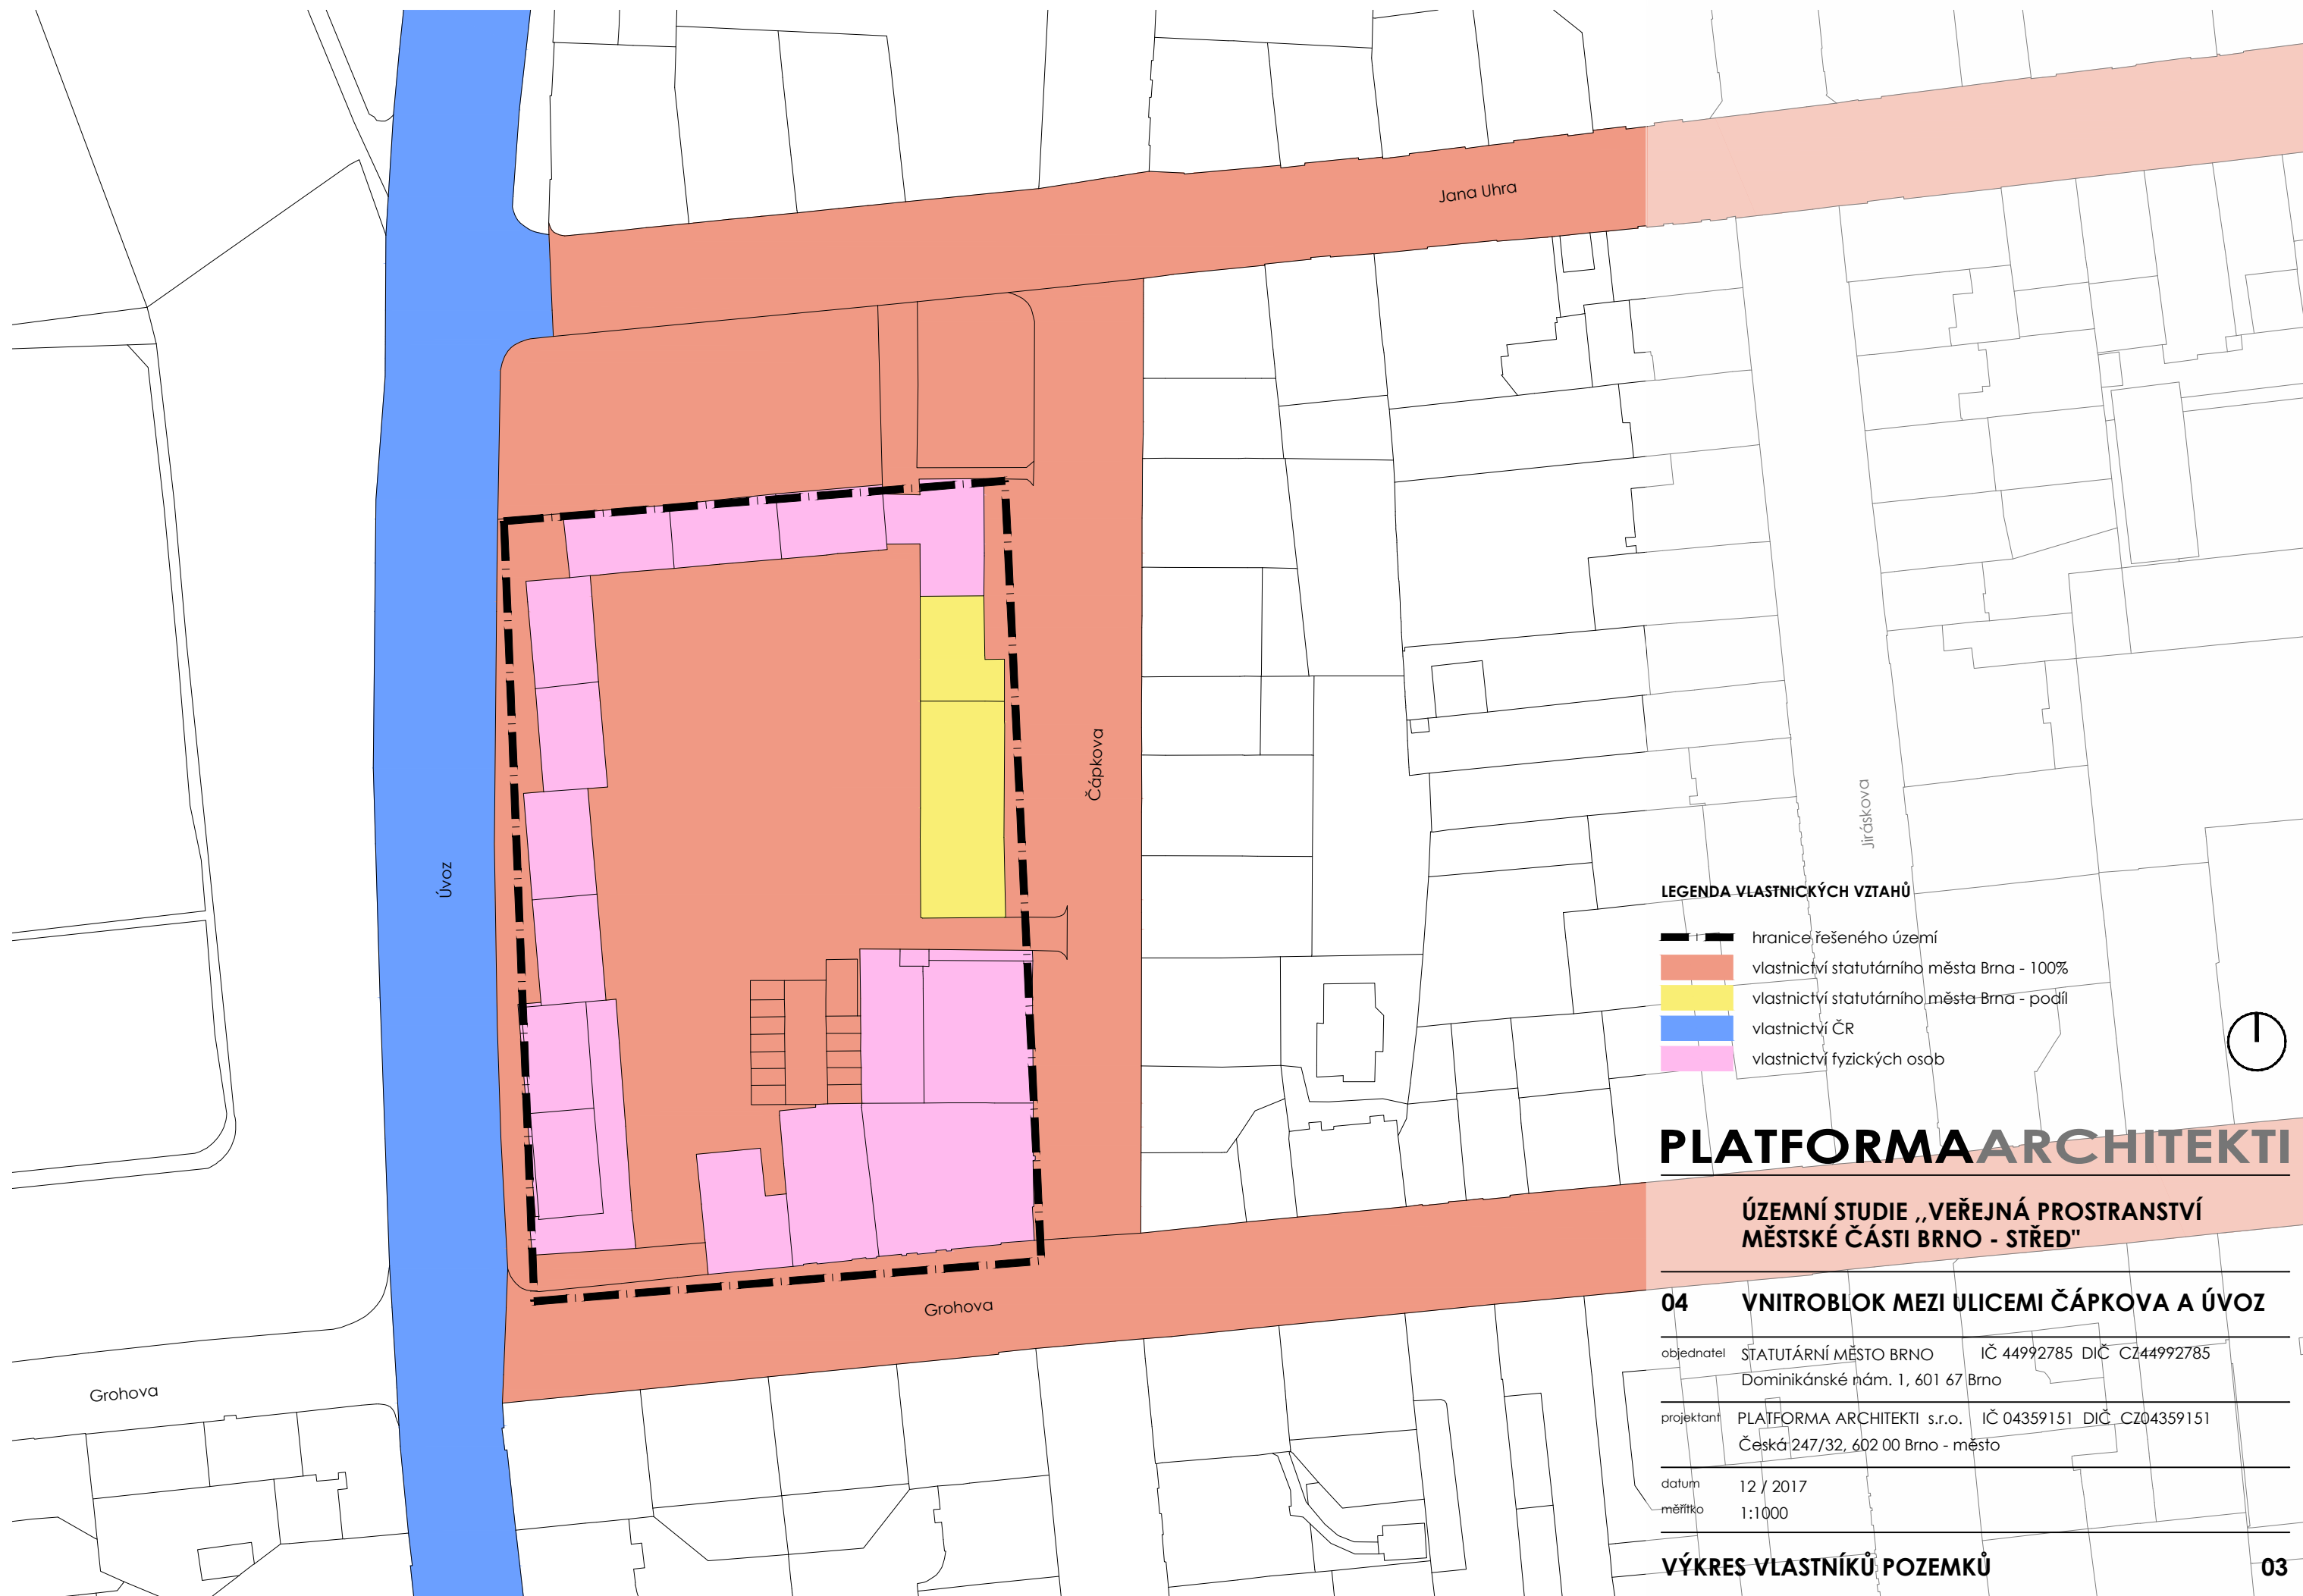 Jana Uhra
Čápkova
Úvoz
Jiráskova
Grohova
Grohova
LEGENDA VLASTNICKÝCH VZTAHŮ
hranice řešeného území
vlastnictví statutárního města Brna - 100%
vlastnictví statutárního města Brna - podíl
vlastnictví ČR
vlastnictví fyzických osob
PLATFORMAARCHITEKTI
ÚZEMNÍ STUDIE ,,VEŘEJNÁ PROSTRANSTVÍ
MĚSTSKÉ ČÁSTI BRNO - STŘED"
04 VNITROBLOK MEZI ULICEMI ČÁPKOVA A ÚVOZ
objednatel STATUTÁRNÍ MĚSTO BRNO IČ 44992785 DIČ CZ44992785
Dominikánské nám. 1, 601 67 Brno
projektant PLATFORMA ARCHITEKTI s.r.o. IČ 04359151 DIČ CZ04359151
Česká 247/32, 602 00 Brno - město
datum 12 / 2017
měřítko 1:1000
VÝKRES VLASTNÍKŮ POZEMKŮ 03